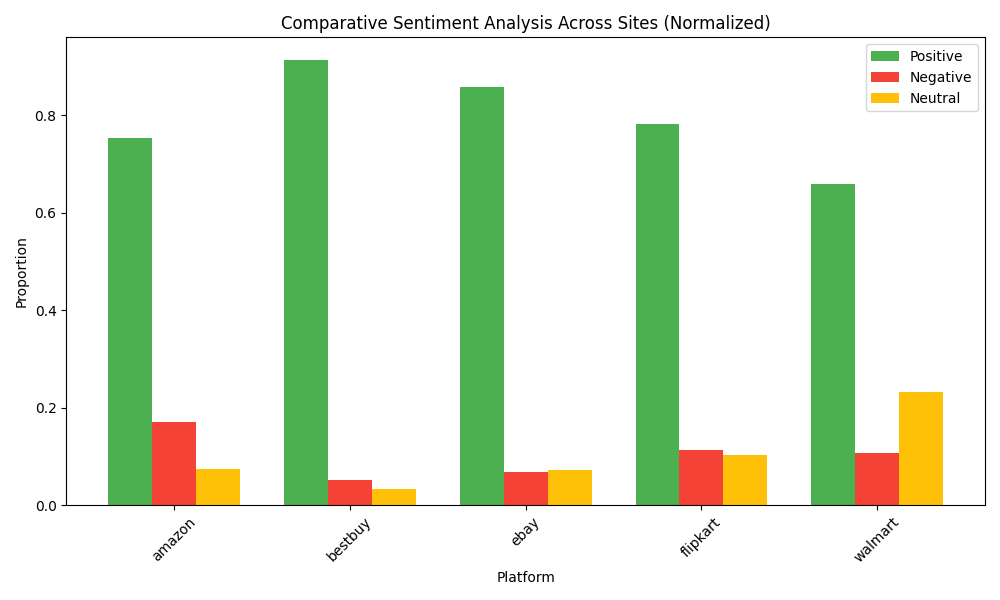 Comparative Sentiment Analysis Across Sites (Normalized)
Positive
Negative
Neutral
Proportion
0.8
0.6
0.4
0.2
0.0
amazon
bestbuy
ebay
flipkart
walmart
Platform